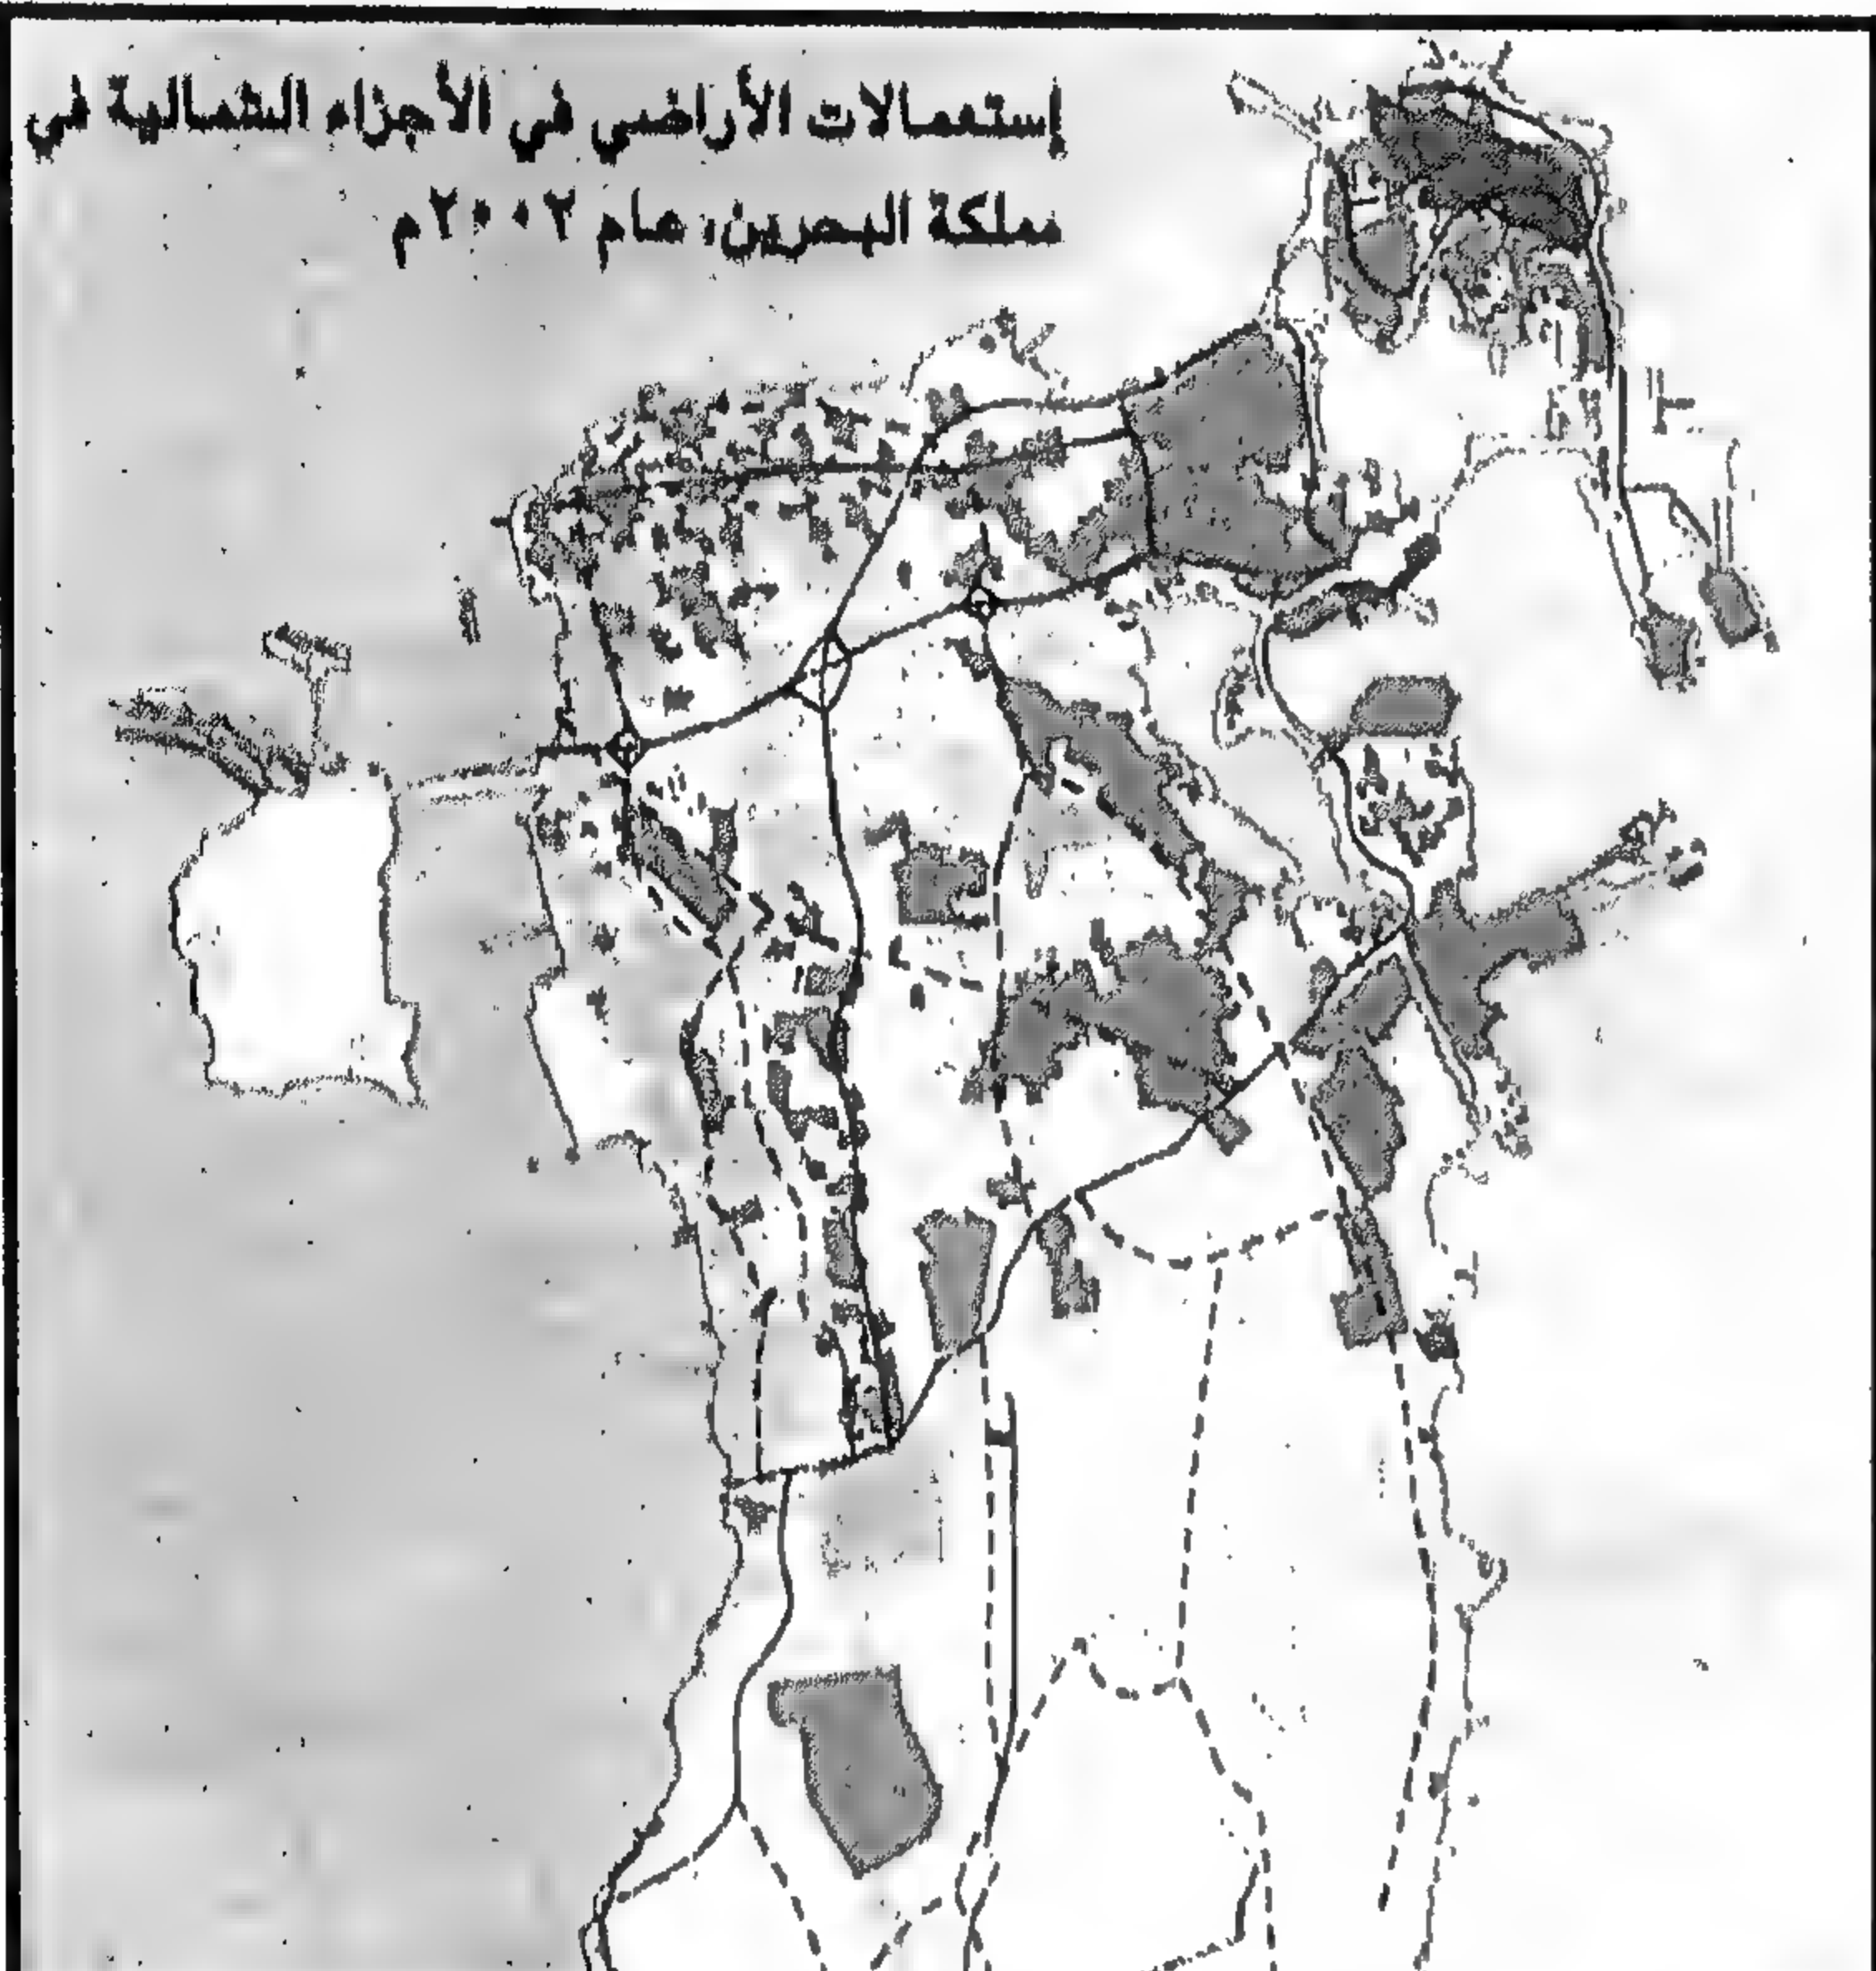 إستعمالات الأراضي في الأجزاء الشمالية في
مملكة البحرين، عام ٢٠٠٢م